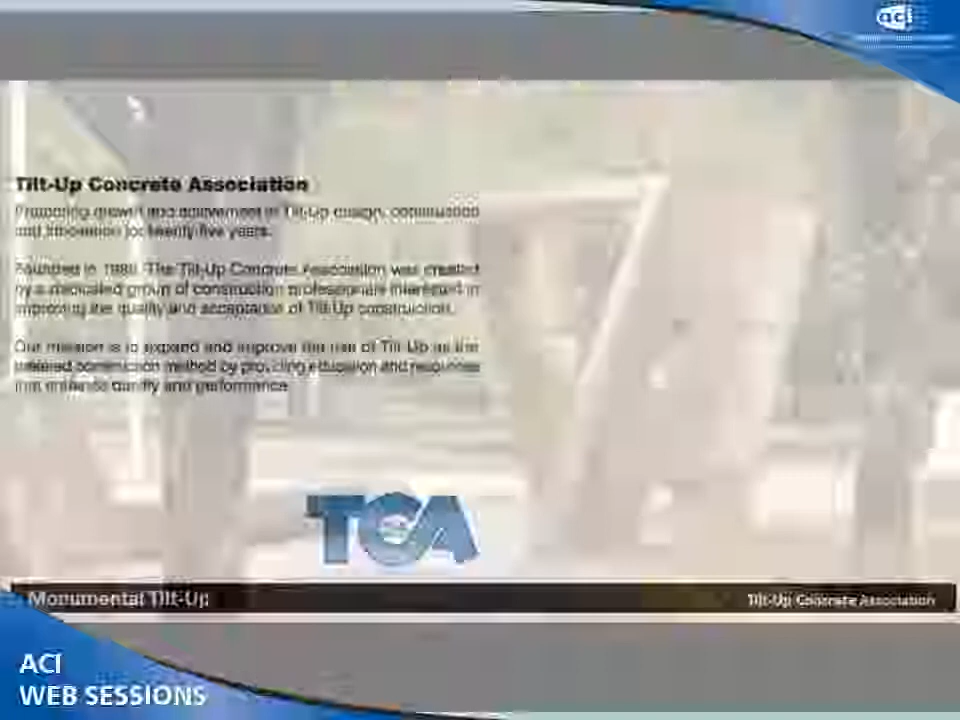 aci
Tilt-Up Concrete Association
growth and achievement in Tilt-Up design, construction
and innovation for twenty-five years.
Founded in The Tilt-Up Concrete Association was created
by a dedicated group of construction professionals interested in
improving the quality and acceptance of Tilt-Up construction.
Our mission is to expand and improve the use of Tilt-Up as the
preferred construction method by providing education and resources
that enhance quality and performance.
TCA
Monumental Tilt-Up
Tilt-Up Concrete Association
ACI
WEB SESSIONS